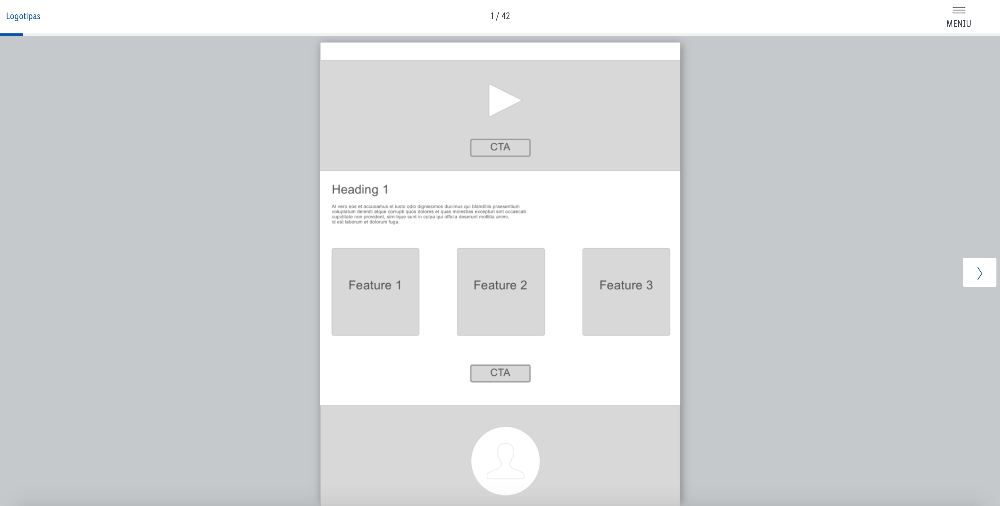 Logotipas
1 / 42
MENIU
CTA
Heading 1
At vero eos et accusamus et iusto odio dignissimos ducimus qui blanditiis praesentium
voluptatum deleniti atque corrupti quos dolores et quas molestias excepturi sint occaecati
cupiditate non provident, similique sunt in culpa qui officia deserunt mollitia animi,
id est laborum et dolorum fuga.
Feature 1
Feature 2
Feature 3
CTA